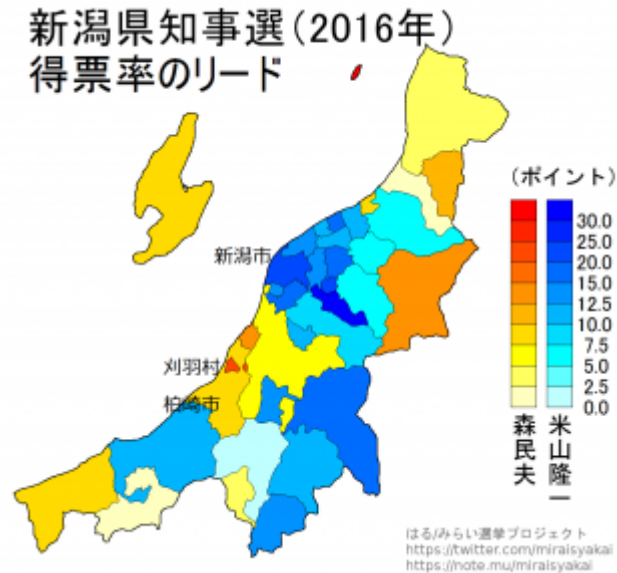 新潟県知事選(2016年)
得票率のリード
(ポイント)
30.0
25.0
20.0
15.0
12.5
10.0
7.5
5.0
2.5
0.0
新潟市
刈羽村
柏崎市
森民夫
米山隆一
はる/みらい選挙プロジェクト
https://twitter.com/miraisyakai
https://note.mu/miraisyakai